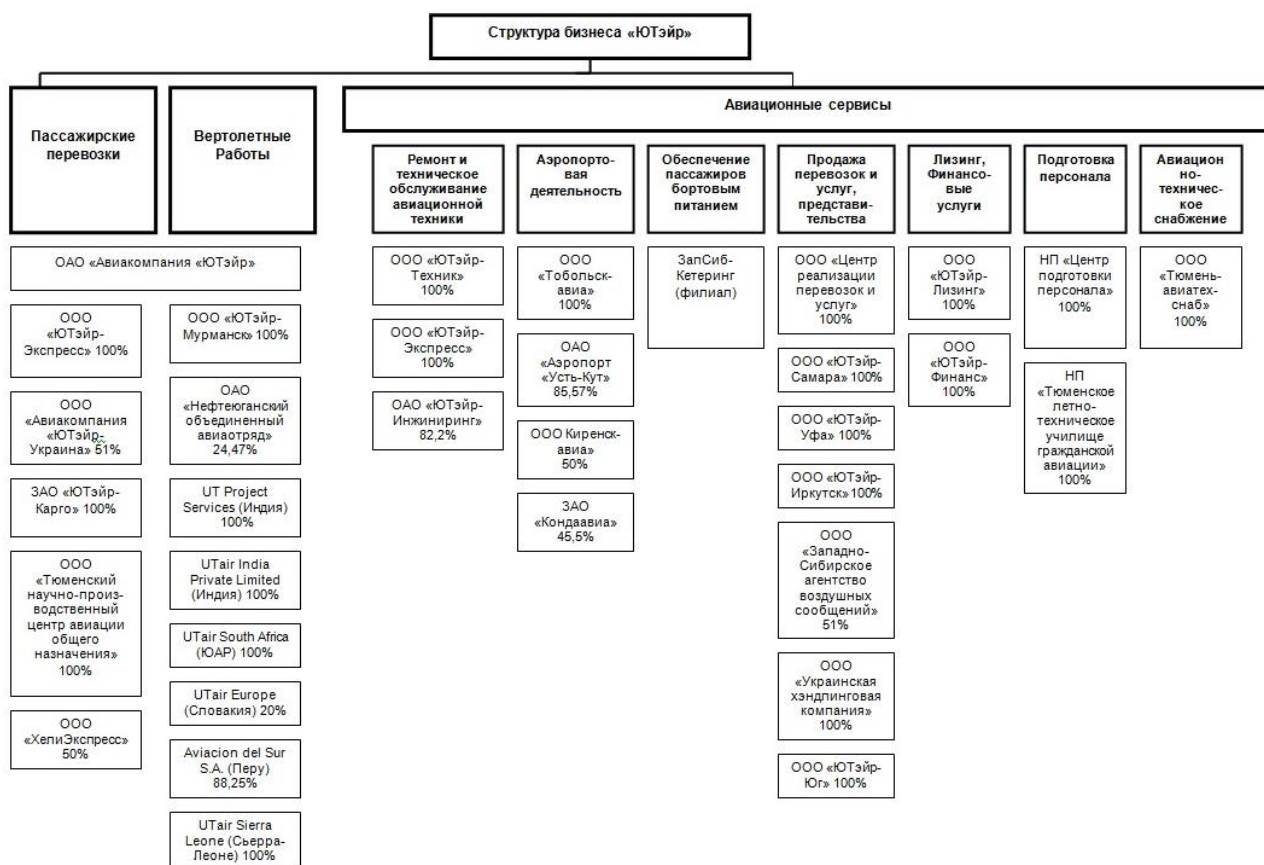 Структура бизнеса «ЮТэйр»
Пассажирские
перевозки
Вертолетные
Работы
Авиационные сервисы
Ремонт и
техническое
обслуживание
авиационной
техники
Аэропорто-
вая
деятельность
Обеспечение
пассажиров
бортовым
питанием
Продажа
перевозок и
услуг,
представи-
тельства
Лизинг,
Финансо-
вые
услуги
Подготовка
персонала
Авиацион
но-
техничес-
кое
снабжение
ОАО «Авиакомпания «ЮТэйр»
ООО
«ЮТэйр-
Экспресс» 100%
ООО
«Авиакомпания
«ЮТэйр-
Украина» 51%
ЗАО «ЮТэйр-
Карго» 100%
ООО
«Тюменский
научно-произ-
водственный
центр авиации
общего
назначения»
100%
ООО
«ХелиЭкспресс»
50%
ООО «ЮТэйр-
Мурманск» 100%
ОАО
«Нефтеюганский
объединенный
авиаотряд»
24,47%
UT Project
Services (Индия)
100%
UTair India
Private Limited
(Индия) 100%
UTair South Africa
(ЮАР) 100%
UTair Europe
(Словакия) 20%
Aviacion del Sur
S.A. (Перу)
88,25%
UTair Sierra
Leone (Сьерра-
Леоне) 100%
ООО «ЮТэйр-
Техник»
100%
ООО «ЮТэйр-
Экспресс»
100%
ОАО «ЮТэйр-
Инжиниринг»
82,2%
ООО
«Тобольск-
авиа»
100%
ОАО
«Аэропорт
«Усть-Кут»
85,57%
ООО Киренск-
авиа»
50%
ЗАО
«Кондаавиа»
45,5%
ЗапСиб-
Кетеринг
(филиал)
ООО «Центр
реализации
перевозок и
услуг»
100%
ООО «ЮТэйр-
Самара» 100%
ООО «ЮТэйр-
Уфа» 100%
ООО «ЮТэйр-
Иркутск» 100%
ООО
«Западно-
Сибирское
агентство
воздушных
сообщений»
51%
ООО
«Украинская
хэндлинговая
компания»
100%
ООО «ЮТэйр-
Юг» 100%
ООО
«ЮТэйр-
Лизинг»
100%
ООО
«ЮТэйр-
Финанс»
100%
НП «Центр
подготовки
персонала»
100%
НП
«Тюменское
летно-
техническое
училище
гражданской
авиации»
100%
ООО
«Тюмень-
авиатех-
снаб»
100%